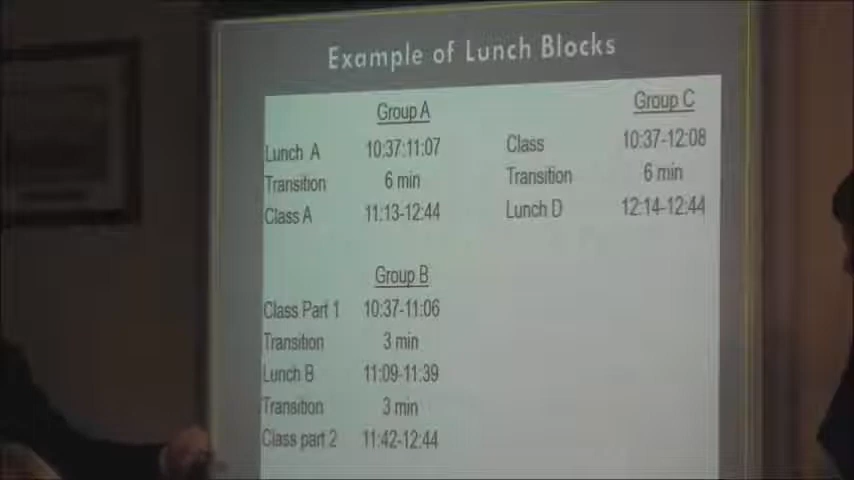 Example of Lunch Blocks
Group A
Lunch A 10:37:11:07
Transition 6 min
Class A 11:13-12:44
Group C
Class 10:37-12:08
Transition 6 min
Lunch D 12:14-12:44
Group B
Class Part 1 10:37-11:06
Transition 3 min
Lunch B 11:09-11:39
Transition 3 min
Class part 2 11:42-12:44